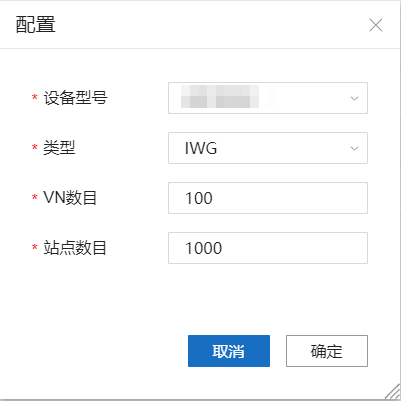 配置
* 设备型号
* 类型 IWG
* VN数目 100
* 站点数目 1000
取消 确定